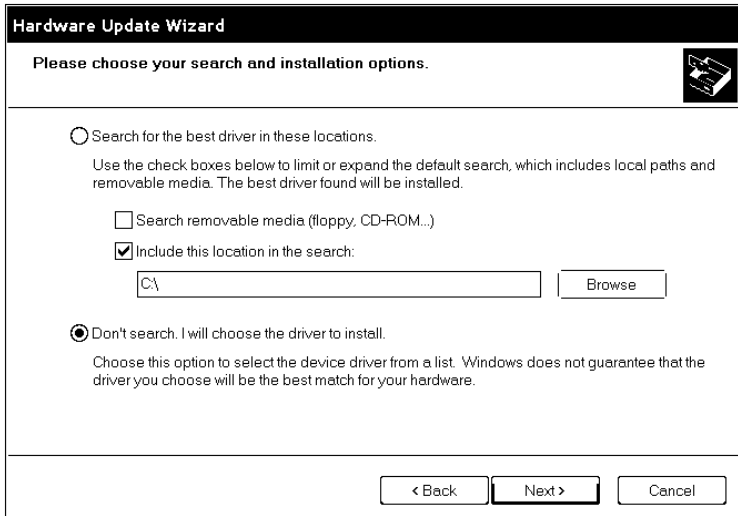 Hardware Update Wizard
Please choose your search and installation options.
Search for the best driver in these locations.
Use the check boxes below to limit or expand the default search, which includes local paths and
removable media. The best driver found will be installed.
Search removable media (floppy, CD-ROM...)
Include this location in the search:
C:\
Browse
Don't search. I will choose the driver to install.
Choose this option to select the device driver from a list. Windows does not guarantee that the
driver you choose will be the best match for your hardware.
< Back Next > Cancel